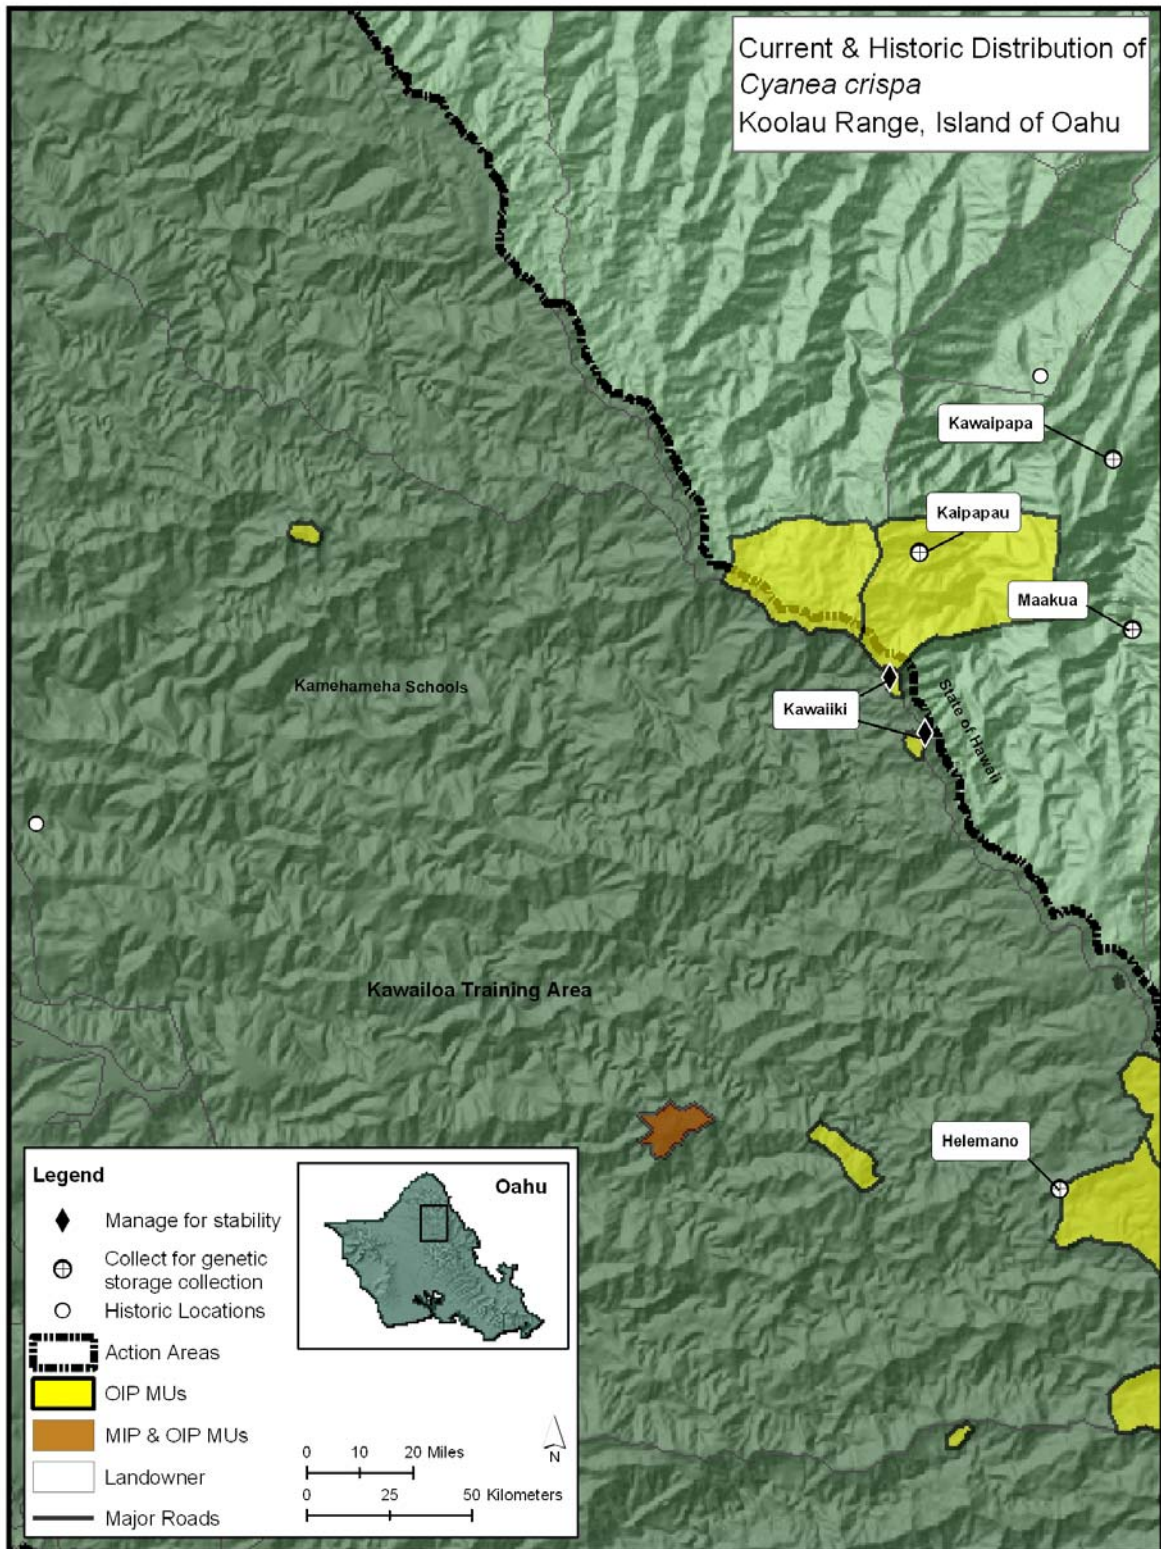 Current & Historic Distribution of
Cyanea crispa
Koolau Range, Island of Oahu
Kawaipapa
Kaipapau
Maakua
Kamehameha Schools
Kawaiiki
State of Hawaii
Kawailoa Training Area
Helemano
Legend
Manage for stability
Collect for genetic
storage collection
Historic Locations
Action Areas
OIP MUs
MIP & OIP MUs
Landowner
Major Roads
Oahu
N
0 10 20 Miles
0 25 50 Kilometers